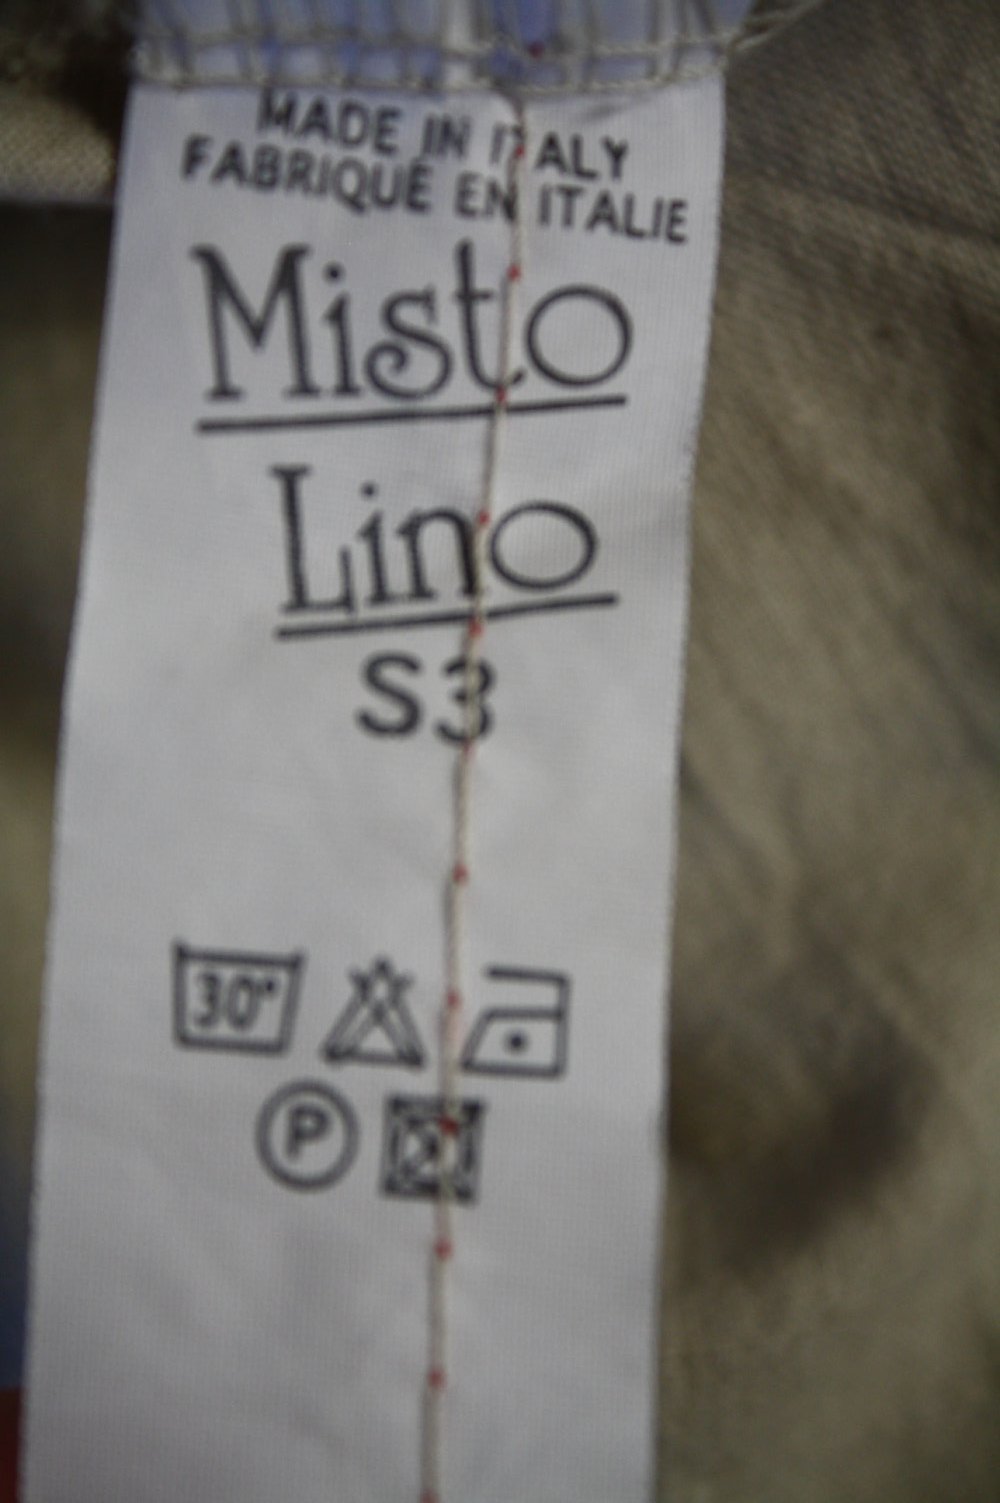 MADE IN ITALY
FABRIQUE EN ITALIE
Misto
Lino
S3
30°
P